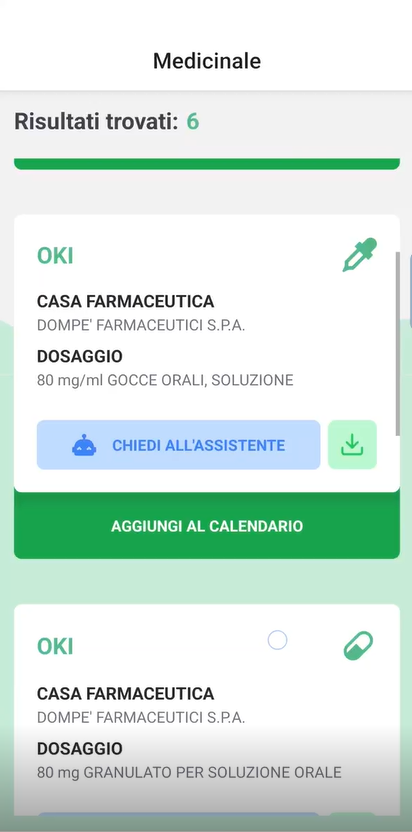 Medicinale
Risultati trovati: 6
OKI
CASA FARMACEUTICA
DOMPE' FARMACEUTICI S.P.A.
DOSAGGIO
80 mg/ml GOCCE ORALI, SOLUZIONE
CHIEDI ALL'ASSISTENTE
AGGIUNGI AL CALENDARIO
OKI
CASA FARMACEUTICA
DOMPE' FARMACEUTICI S.P.A.
DOSAGGIO
80 mg GRANULATO PER SOLUZIONE ORALE